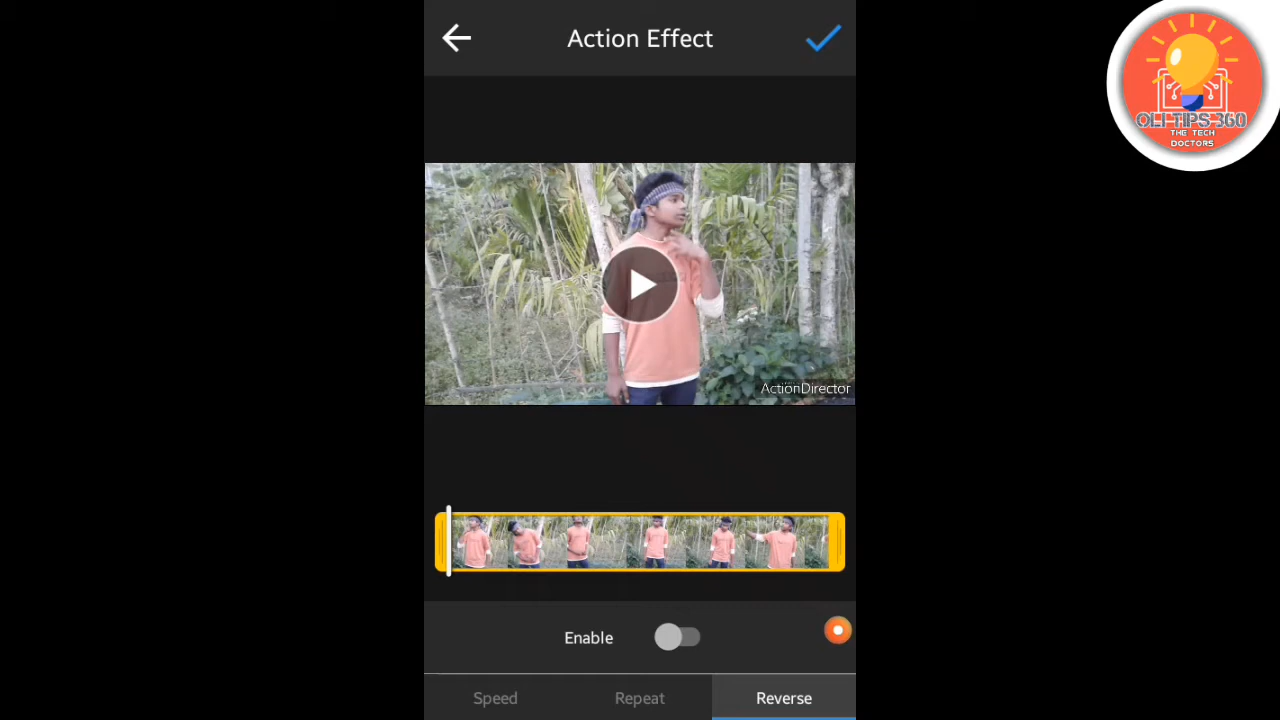 Action Effect
OLI TIPS 360
THE TECH
DOCTORS
ActionDirector
Enable
Speed
Repeat
Reverse